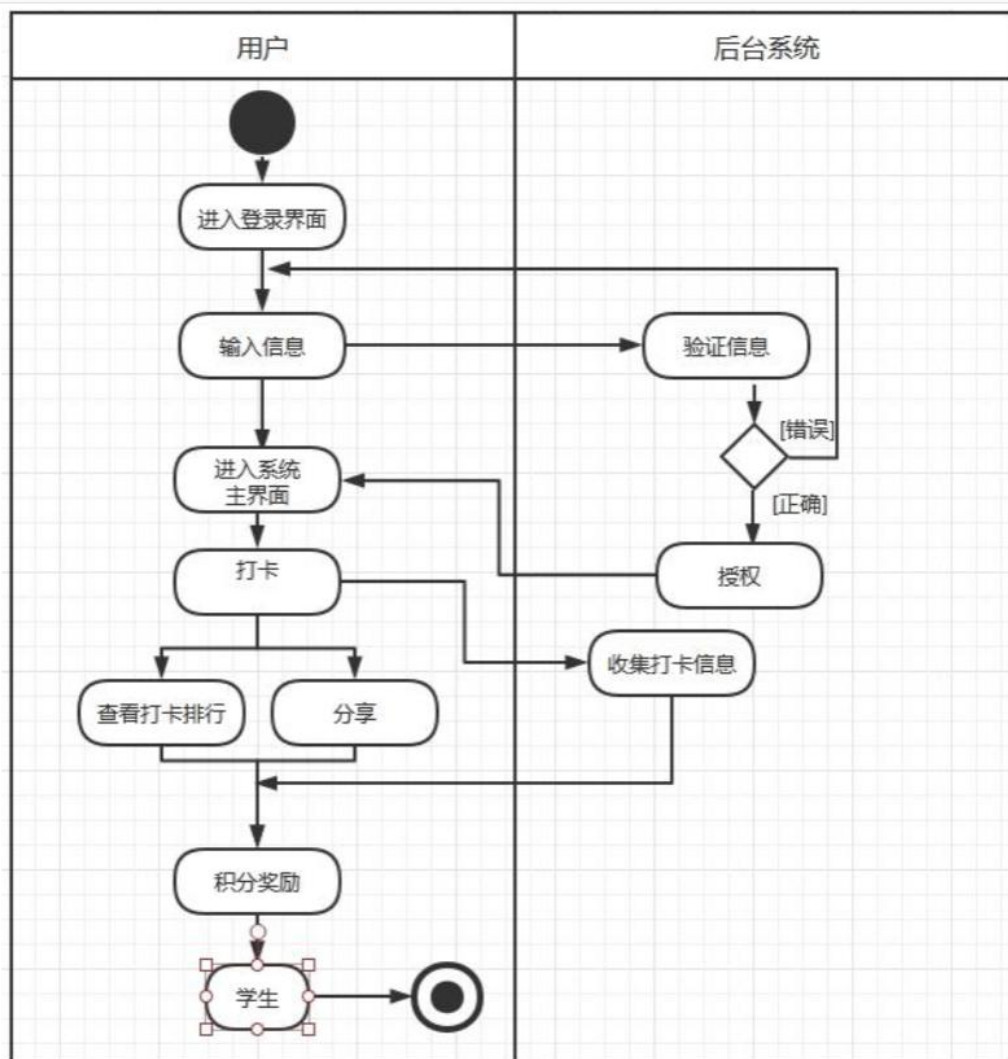 用户
后台系统
进入登录界面
输入信息
验证信息
[错误]
进入系统
主界面
[正确]
打卡
授权
收集打卡信息
查看打卡排行
分享
积分奖励
学生